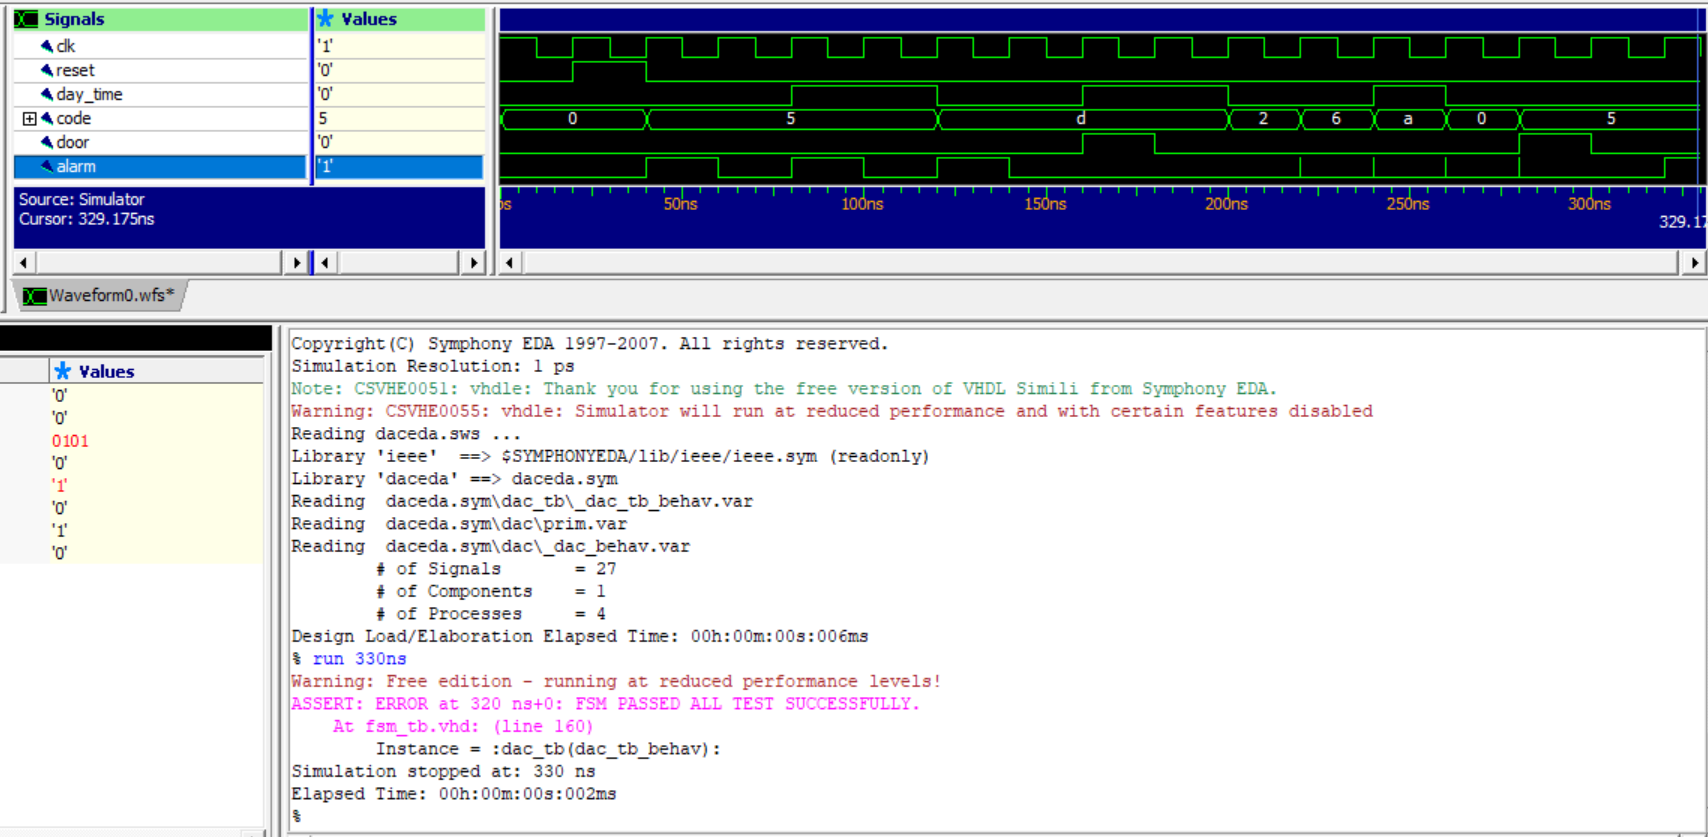 Signals Values
clk '1'
reset '0'
day_time '0'
code 5 0 5 d 2 6 a 0 5
door '0'
alarm '1'
Source: Simulator
Cursor: 329.175ns
50ns 100ns 150ns 200ns 250ns 300ns
Waveform0.wfs*
Values
'0'
'0'
0101
'0'
'1'
'0'
'1'
'0'
Copyright(C) Symphony EDA 1997-2007. All rights reserved.
Simulation Resolution: 1 ps
Note: CSVHE0051: vhdle: Thank you for using the free version of VHDL Simili from Symphony EDA.
Warning: CSVHE0055: vhdle: Simulator will run at reduced performance and with certain features disabled
Reading daceda.sws ...
Library 'ieee' ==> $SYMPHONYEDA/lib/ieee/ieee.sym (readonly)
Library 'daceda' ==> daceda.sym
Reading daceda.sym\dac_tb\_dac_tb_behav.var
Reading daceda.sym\dac\prim.var
Reading daceda.sym\dac\_dac_behav.var
# of Signals = 27
# of Components = 1
# of Processes = 4
Design Load/Elaboration Elapsed Time: 00h:00m:00s:006ms
% run 330ns
Warning: Free edition - running at reduced performance levels!
ASSERT: ERROR at 320 ns+0: FSM PASSED ALL TEST SUCCESSFULLY.
At fsm_tb.vhd: (line 160)
Instance = :dac_tb(dac_tb_behav):
Simulation stopped at: 330 ns
Elapsed Time: 00h:00m:00s:002ms
%